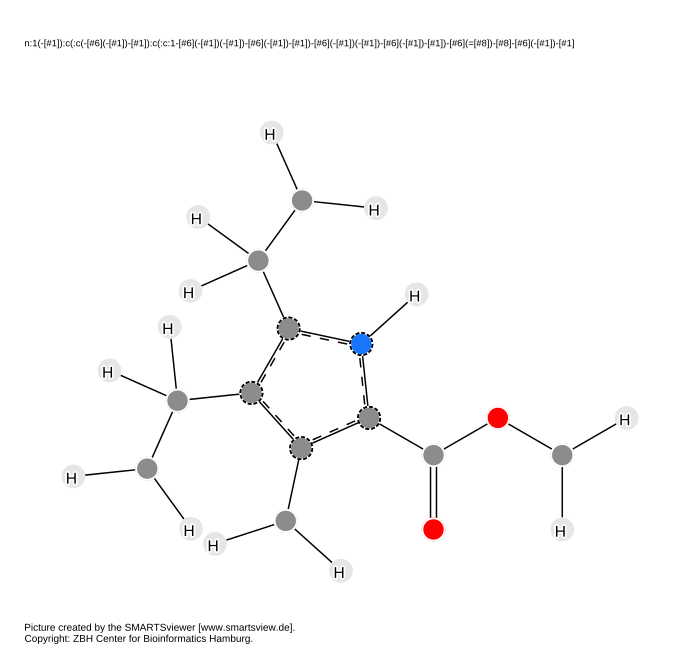 n:1(-[#1]):c(:c(-[#6](-[#1])-[#1]):c(:c:1-[#6](-[#1])(-[#1])-[#6](-[#1])-[#1])-[#6](-[#1])(-[#1])-[#6](-[#1])-[#1])-[#6](=[#8])-[#8]-[#6](-[#1])-[#1]
H
H
H
H
H
H
H
H
H
H
H
H
H
H
Picture created by the SMARTSviewer [www.smartsview.de].
Copyright: ZBH Center for Bioinformatics Hamburg.